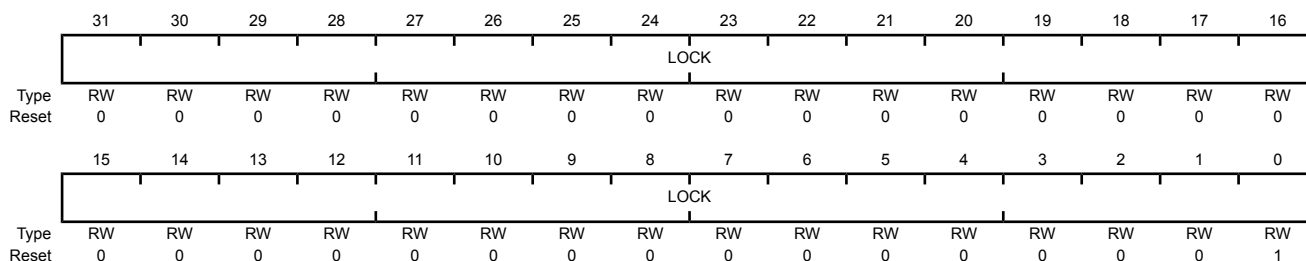 31 30 29 28 27 26 25 24 23 22 21 20 19 18 17 16
LOCK
Type RW RW RW RW RW RW RW RW RW RW RW RW RW RW RW RW
Reset 0 0 0 0 0 0 0 0 0 0 0 0 0 0 0 0
15 14 13 12 11 10 9 8 7 6 5 4 3 2 1 0
LOCK
Type RW RW RW RW RW RW RW RW RW RW RW RW RW RW RW RW
Reset 0 0 0 0 0 0 0 0 0 0 0 0 0 0 0 1